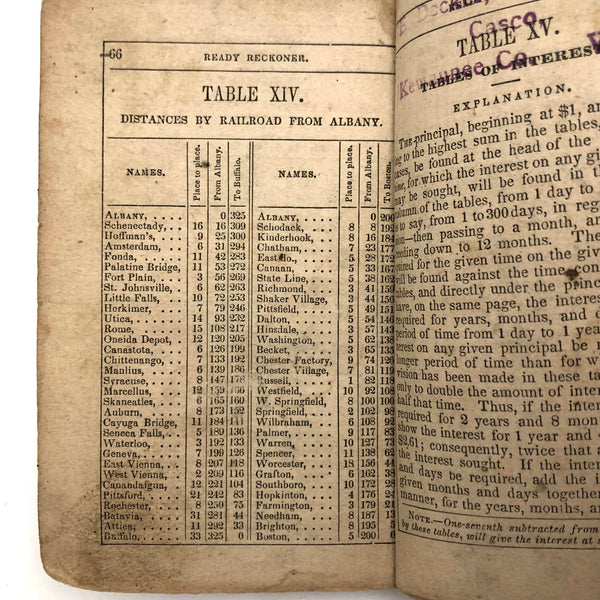 66 READY RECKONER.
TABLE XIV.
DISTANCES BY RAILROAD FROM ALBANY.
NAMES. Place to place. From Albany. To Buffalo.
ALBANY, 0 325
Schenectady, 16 16 309
Hoffman's, 9 25 300
Amsterdam, 6 31 294
Fonda, 11 42 283
Palatine Bridge, 11 53 272
Fort Plain, 3 56 269
St. Johnsville, 6 62 263
Little Falls, 10 72 253
Herkimer, 7 79 246
Utica, 14 93 232
Rome, 15 108 217
Oneida Depot, 12 120 205
Canastota, 6 126 199
Chittenango, 7 133 192
Manlius, 6 139 186
Syracuse, 8 147 178
Marcellus, 12 159 166
Skaneatles, 6 165 160
Auburn, 8 173 152
Cayuga Bridge, 11 184 141
Seneca Falls, 5 189 136
Waterloo, 3 192 133
Geneva, 7 199 126
East Vienna, 8 207 118
West Vienna, 2 209 116
Canandaigua, 12 221 104
Pittsford, 21 242 83
Rochester, 8 250 75
Batavia, 31 281 44
Attica, 11 292 33
Buffalo, 33 325 0
NAMES. Place to place. From Albany. To Boston.
ALBANY, 0 200
Schodack, 8 8 192
Kinderhook, 8 16 184
Chatham, 7 23 177
East 5 28 172
Canaan, 5 33 167
State Line, 5 38 162
Richmond, 3 41 159
Shaker Village, 3 44 156
Pittsfield, 5 49 151
Dalton, 5 54 146
Hinsdale, 3 57 143
Washington, 5 62 138
Becket, 3 65 135
Chester Factory, 9 74 126
Chester Village, 7 81 119
Russell, 1 82 118
Westfield, 10 92 108
W. Springfield, 8 100 100
Springfield, 2 102 98
Wilbraham, 6 108 92
Palmer, 9 117 83
Warren, 10 127 73
Spencer, 11 138 62
Worcester, 18 156 44
Grafton, 6 162 38
Southboro, 10 172 28
Hopkinton, 4 176 24
Farmington, 3 179 21
Needham, 8 187 13
Brighton, 8 195 5
Boston, 5 200 0
Casco,
Kewaunee Co.
TABLE XV.
TABLES OF INTEREST
EXPLANATION.
THE principal, beginning at $1,
to the highest sum in the tables,
cases, be found at the head of the
time, for which the interest on any
may be sought, will be found in
column of the tables, from 1 day to
to say, from 1 to 300 days, in
then passing to a month,
12 months. The
required for the given time on the
will be found against the time
and directly under the
have, on the same page, the
required for years, months, and
period of time from 1 day to 1
on any given principal be
longer period of time than for
vision has been made in these
only to double the amount of
half that time. Thus, if the
required for 2 years and 8
show the interest for 1 year and
$2.61; consequently, twice that
the interest sought. If the
and days be required, add the
given months and days together
manner, for the years, months,
NOTE.—One-seventh subtracted from
by these tables, will give the interest at